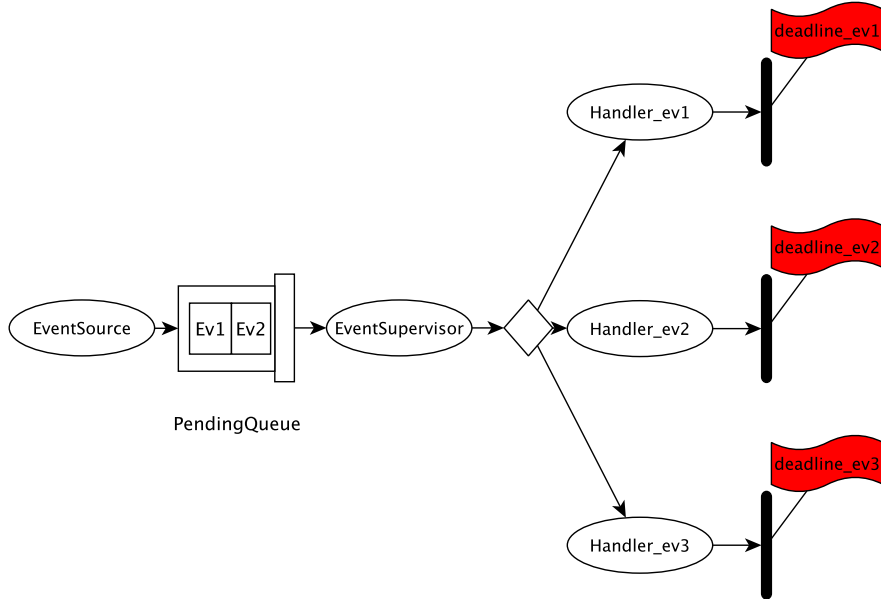 deadline_ev1
Handler_ev1
deadline_ev2
EventSource
Ev1 Ev2
EventSupervisor
Handler_ev2
PendingQueue
deadline_ev3
Handler_ev3